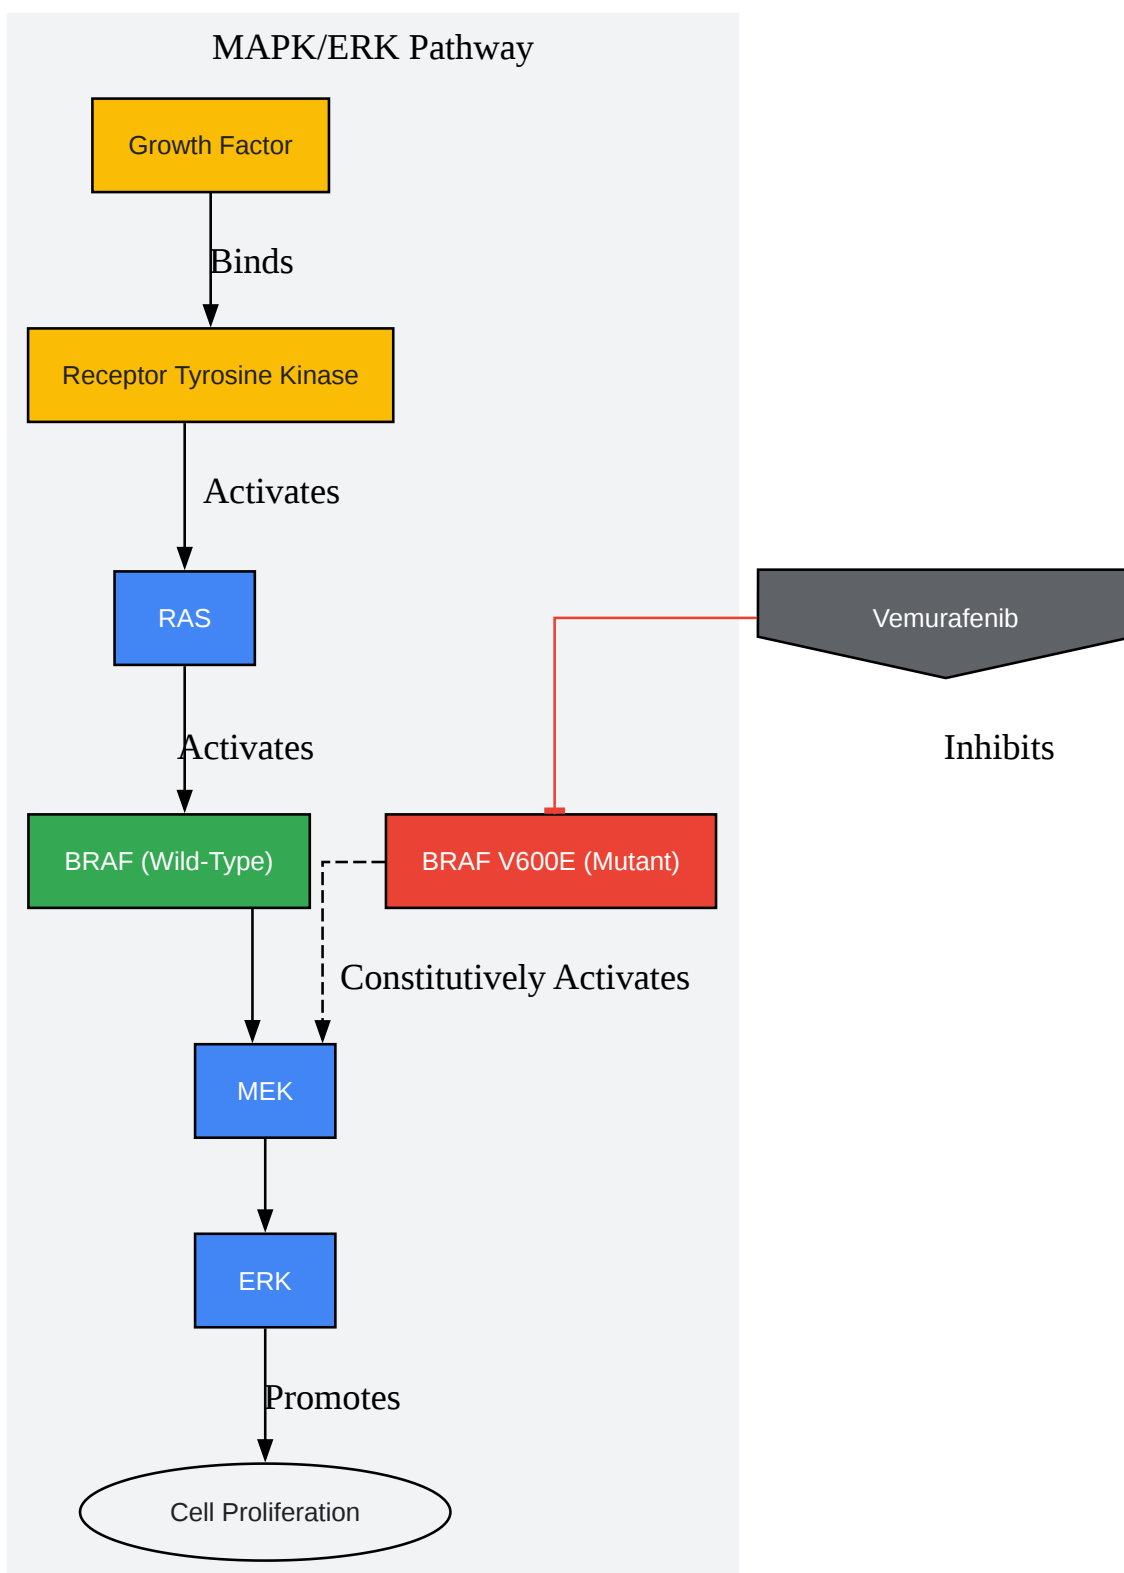 MAPK/ERK Pathway
Growth Factor
Binds
Receptor Tyrosine Kinase
Activates
RAS
Vemurafenib
Activates
Inhibits
BRAF (Wild-Type)
BRAF V600E (Mutant)
Constitutively Activates
MEK
ERK
Promotes
Cell Proliferation